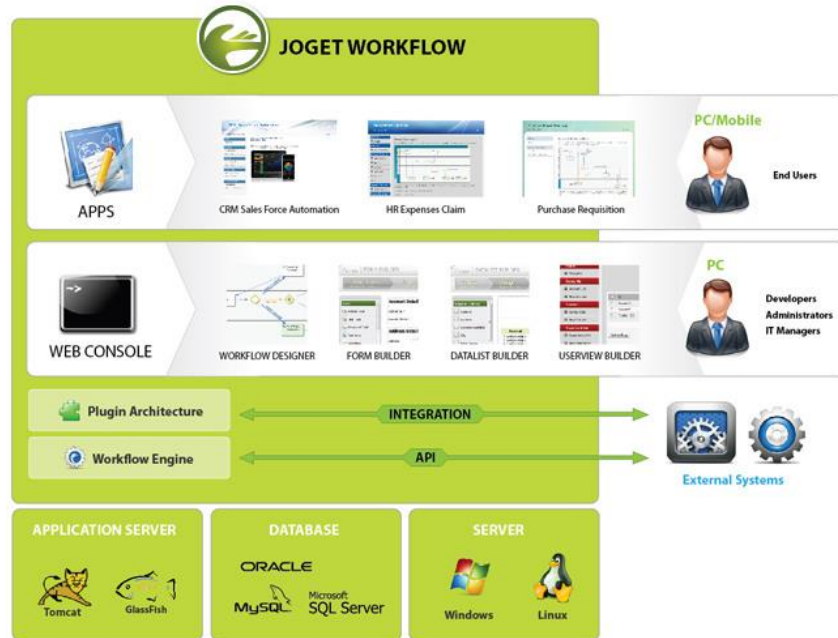 JOGET WORKFLOW
APPS
CRM Sales Force Automation
HR Expenses Claim
Purchase Requisition
PC/Mobile
End Users
WEB CONSOLE
WORKFLOW DESIGNER
FORM BUILDER
DATALIST BUILDER
USERVIEW BUILDER
PC
Developers
Administrators
IT Managers
Plugin Architecture
INTEGRATION
Workflow Engine
API
External Systems
APPLICATION SERVER
Tomcat
GlassFish
DATABASE
ORACLE
MySQL
Microsoft
SQL Server
SERVER
Windows
Linux